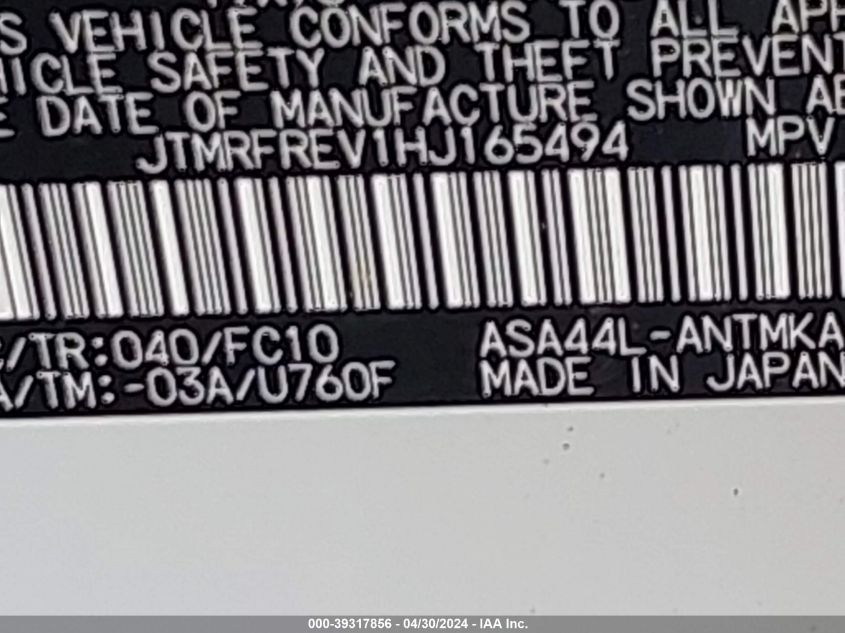 S VEHICLE CONFORMS TO ALL APP
HICLE SAFETY AND THEFT PREVENT
E DATE OF MANUFACTURE SHOWN AB
JTMRFREV1HJ165494 MPV
C/TR:040/FC10 ASA44L-ANTMKA
A/TM:-03A/U760F MADE IN JAPAN
000-39317856 - 04/30/2024 - IAA Inc.